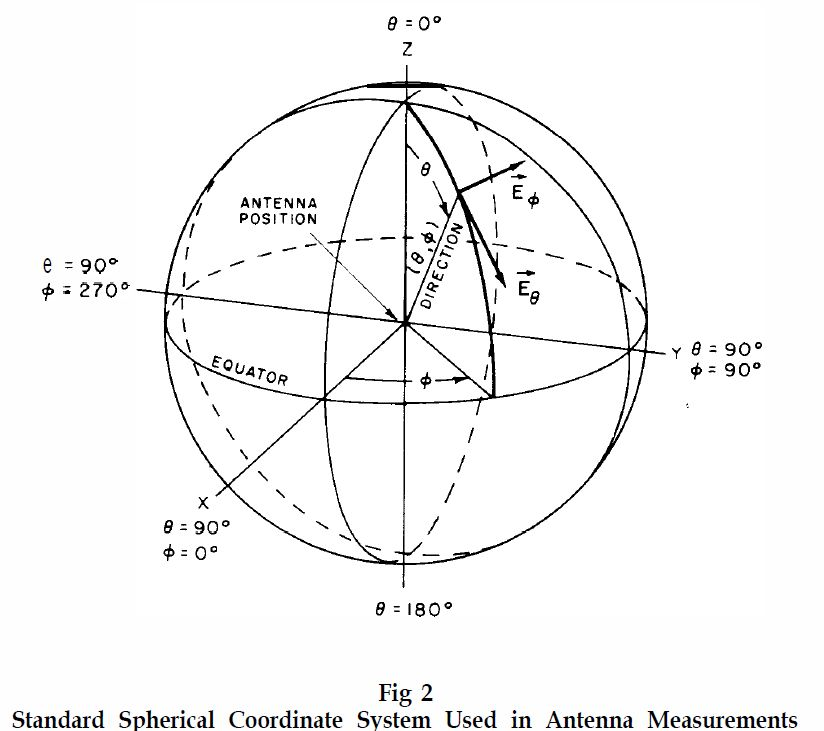 θ = 0°
Z
θ
E⃗ϕ
ANTENNA
POSITION
(θ, ϕ)
DIRECTION
θ = 90°
ϕ = 270°
E⃗θ
Y θ = 90°
ϕ = 90°
EQUATOR
ϕ
X
θ = 90°
ϕ = 0°
θ = 180°
Fig 2
Standard Spherical Coordinate System Used in Antenna Measurements